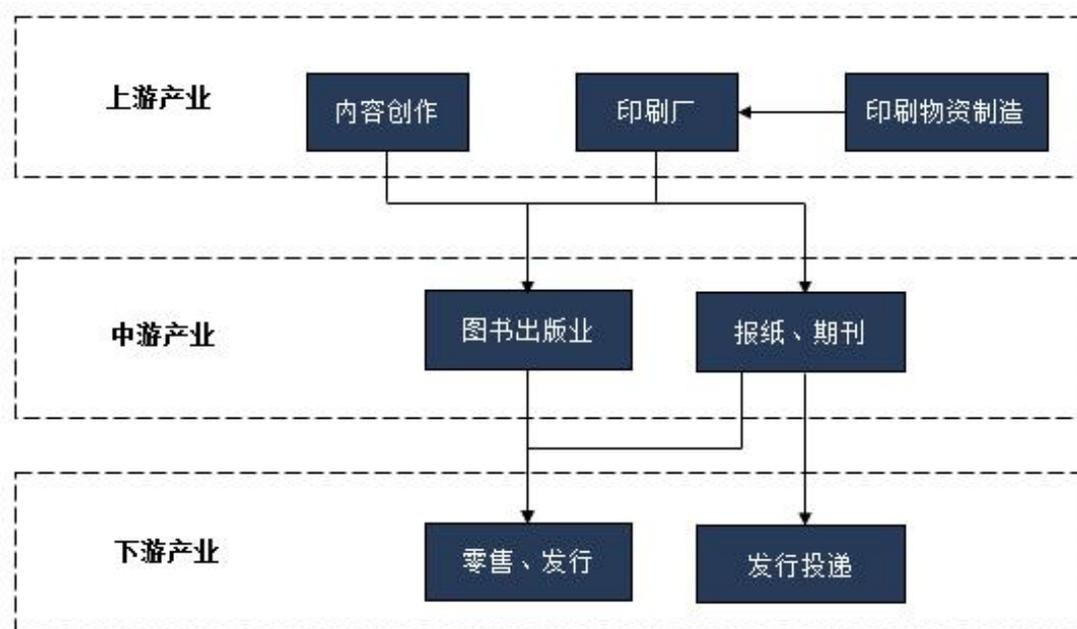 上游产业
内容创作
印刷厂
印刷物资制造
中游产业
图书出版业
报纸、期刊
下游产业
零售、发行
发行投递